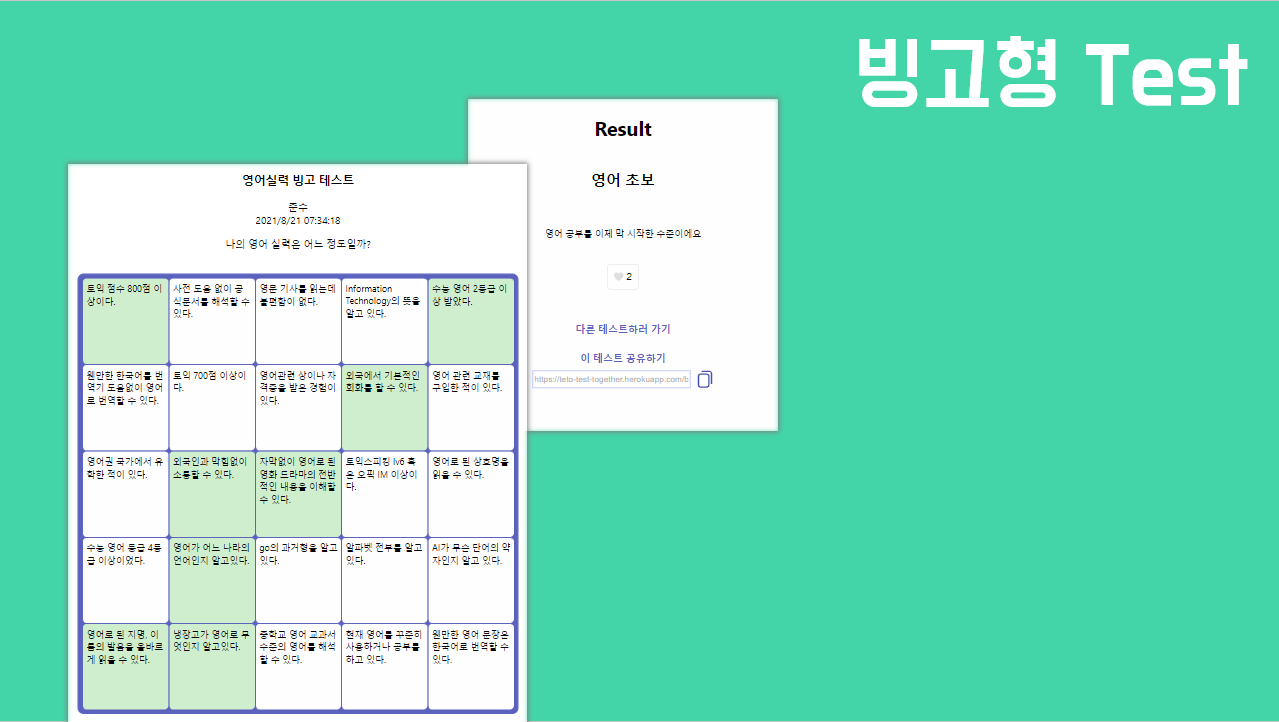 빙고형 Test
Result
영어 초보
영어 공부를 이제 막 시작한 수준이에요
2
다른 테스트하러 가기
이 테스트 공유하기
https://teto-test-together.herokuapp.com/b
영어실력 빙고 테스트
준수
2021/8/21 07:34:18
나의 영어 실력은 어느 정도일까?
토익 점수 800점 이
상이다.
사전 도움 없이 공
식문서를 해석할 수
있다.
영문 기사를 읽는데
불편함이 없다.
Information
Technology의 뜻을
알고 있다.
수능 영어 2등급 이
상 받았다.
웬만한 한국어를 번
역기 도움없이 영어
로 번역할 수 있다.
토익 700점 이상이
다.
영어관련 상이나 자
격증을 받은 경험이
있다.
외국에서 기본적인
회화를 할 수 있다.
영어 관련 교재를
구입한 적이 있다.
영어권 국가에서 유
학한 적이 있다.
외국인과 막힘없이
소통할 수 있다.
자막없이 영어로 된
영화 드라마의 전반
적인 내용을 이해할
수 있다.
토익스피킹 lv6 혹
은 오픽 IM 이상이
다.
영어로 된 상호명을
읽을 수 있다.
수능 영어 등급 4등
급 이상이었다.
영어가 어느 나라의
언어인지 알고있다.
go의 과거형을 알고
있다.
알파벳 전부를 알고
있다.
AI가 무슨 단어의 약
자인지 알고 있다.
영어로 된 지명, 이
름의 발음을 올바르
게 읽을 수 있다.
냉장고가 영어로 무
엇인지 알고있다.
중학교 영어 교과서
수준의 영어를 해석
할 수 있다.
현재 영어를 꾸준히
사용하거나 공부를
하고 있다.
웬만한 영어 문장은
한국어로 번역할 수
있다.